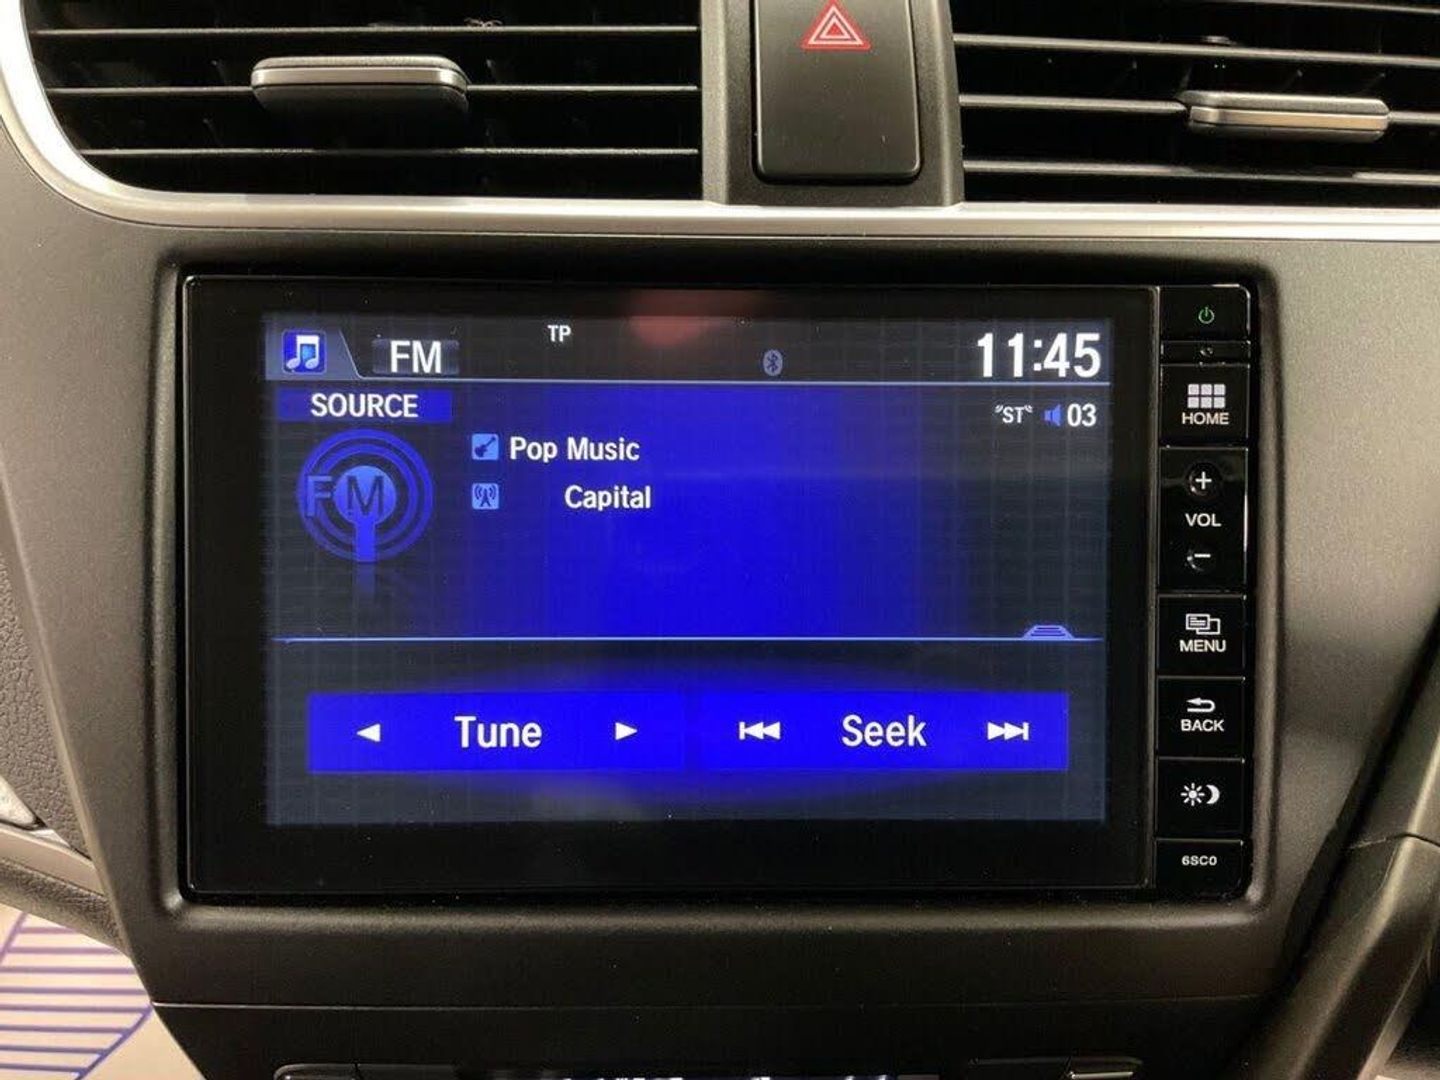 FM
TP
11:45
SOURCE
"ST" 03
FM
Pop Music
Capital
Tune
Seek
HOME
+
VOL
−
MENU
BACK
6SC0